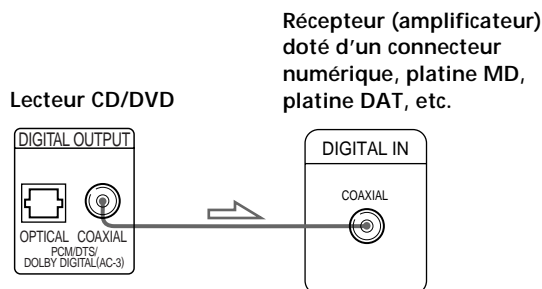 Récepteur (amplificateur)
doté d'un connecteur
numérique, platine MD,
platine DAT, etc.
Lecteur CD/DVD
DIGITAL OUTPUT
OPTICAL COAXIAL
PCM/DTS/
DOLBY DIGITAL(AC-3)
DIGITAL IN
COAXIAL